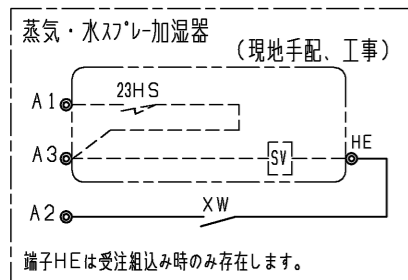 蒸気・水スプレー加湿器
(現地手配、工事)
A1
23HS
A3
SV
HE
A2
XW
端子HEは受注組込み時のみ存在します。